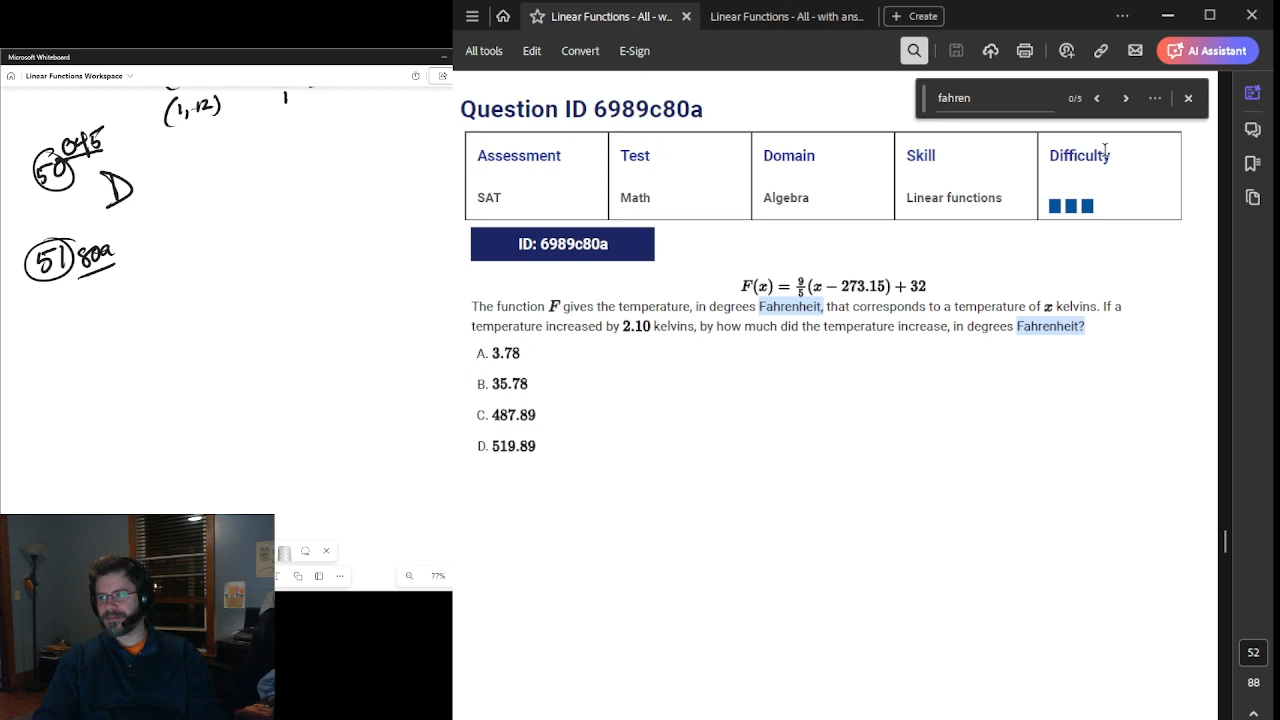 Microsoft Whiteboard
Linear Functions Workspace
(1,-12)
1
50 045
D
51 80a
77%
Linear Functions - All - w...
Linear Functions - All - with ans...
+ Create
All tools Edit Convert E-Sign
AI Assistant
fahren 0/5
Question ID 6989c80a
Assessment Test Domain Skill Difficulty
SAT Math Algebra Linear functions
ID: 6989c80a
F(x) = 9/5 (x − 273.15) + 32
The function F gives the temperature, in degrees Fahrenheit, that corresponds to a temperature of x kelvins. If a
temperature increased by 2.10 kelvins, by how much did the temperature increase, in degrees Fahrenheit?
A. 3.78
B. 35.78
C. 487.89
D. 519.89
52
88